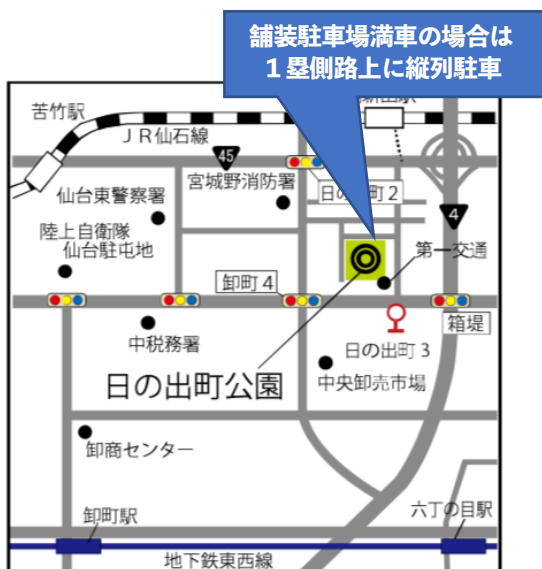 舗装駐車場満車の場合は
１塁側路上に縦列駐車
苦竹駅
ＪＲ仙石線
45
仙台東警察署
宮城野消防署
日の出町２
4
陸上自衛隊
仙台駐屯地
第一交通
卸町４
箱堤
中税務署
日の出町３
日の出町公園
中央卸売市場
卸商センター
卸町駅
六丁の目駅
地下鉄東西線